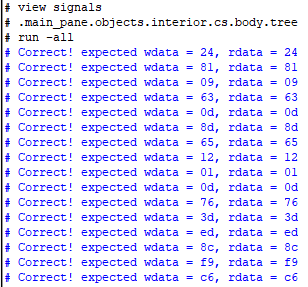 # view signals
# .main_pane.objects.interior.cs.body.tree
# run -all
# Correct! expected wdata = 24, rdata = 24
# Correct! expected wdata = 81, rdata = 81
# Correct! expected wdata = 09, rdata = 09
# Correct! expected wdata = 63, rdata = 63
# Correct! expected wdata = 0d, rdata = 0d
# Correct! expected wdata = 8d, rdata = 8d
# Correct! expected wdata = 65, rdata = 65
# Correct! expected wdata = 12, rdata = 12
# Correct! expected wdata = 01, rdata = 01
# Correct! expected wdata = 0d, rdata = 0d
# Correct! expected wdata = 76, rdata = 76
# Correct! expected wdata = 3d, rdata = 3d
# Correct! expected wdata = ed, rdata = ed
# Correct! expected wdata = 8c, rdata = 8c
# Correct! expected wdata = f9, rdata = f9
# Correct! expected wdata = c6, rdata = c6